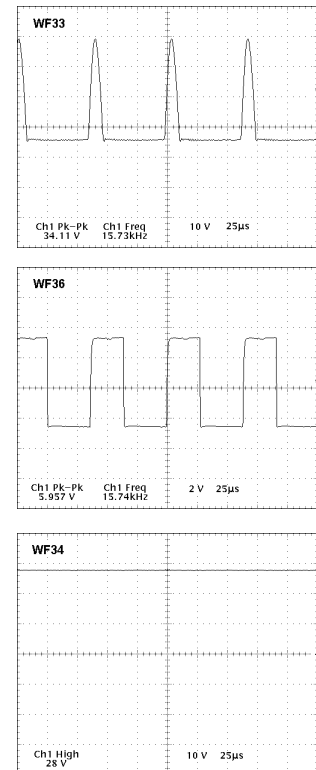 WF33
Ch1 Pk-Pk Ch1 Freq 10 V 25µs
34.11 V 15.73kHz
WF36
Ch1 Pk-Pk Ch1 Freq 2 V 25µs
5.957 V 15.74kHz
WF34
Ch1 High 10 V 25µs
28 V